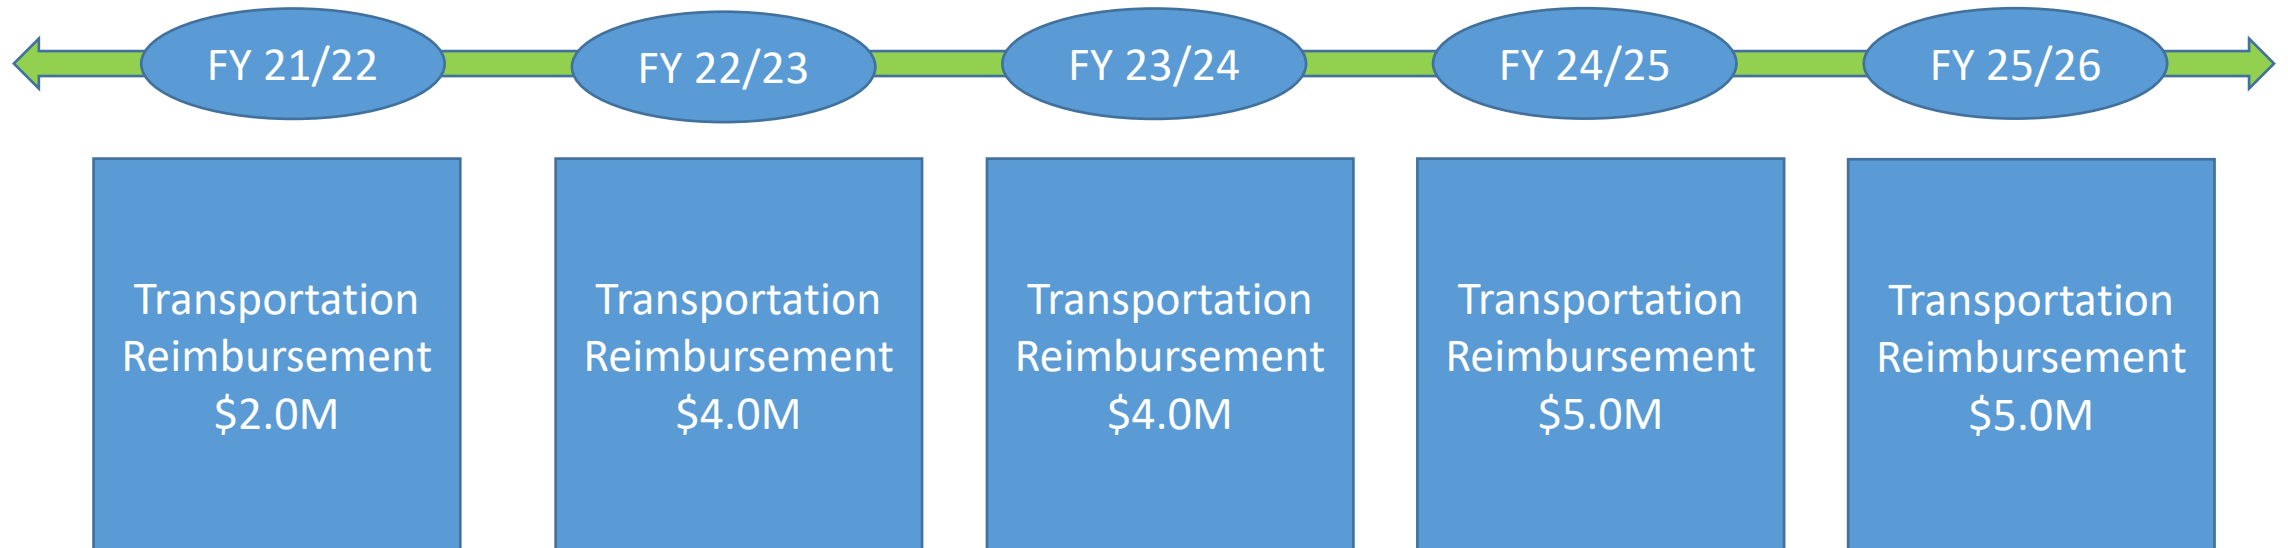 FY 21/22
FY 22/23
FY 23/24
FY 24/25
FY 25/26
Transportation
Reimbursement
$2.0M
Transportation
Reimbursement
$4.0M
Transportation
Reimbursement
$4.0M
Transportation
Reimbursement
$5.0M
Transportation
Reimbursement
$5.0M